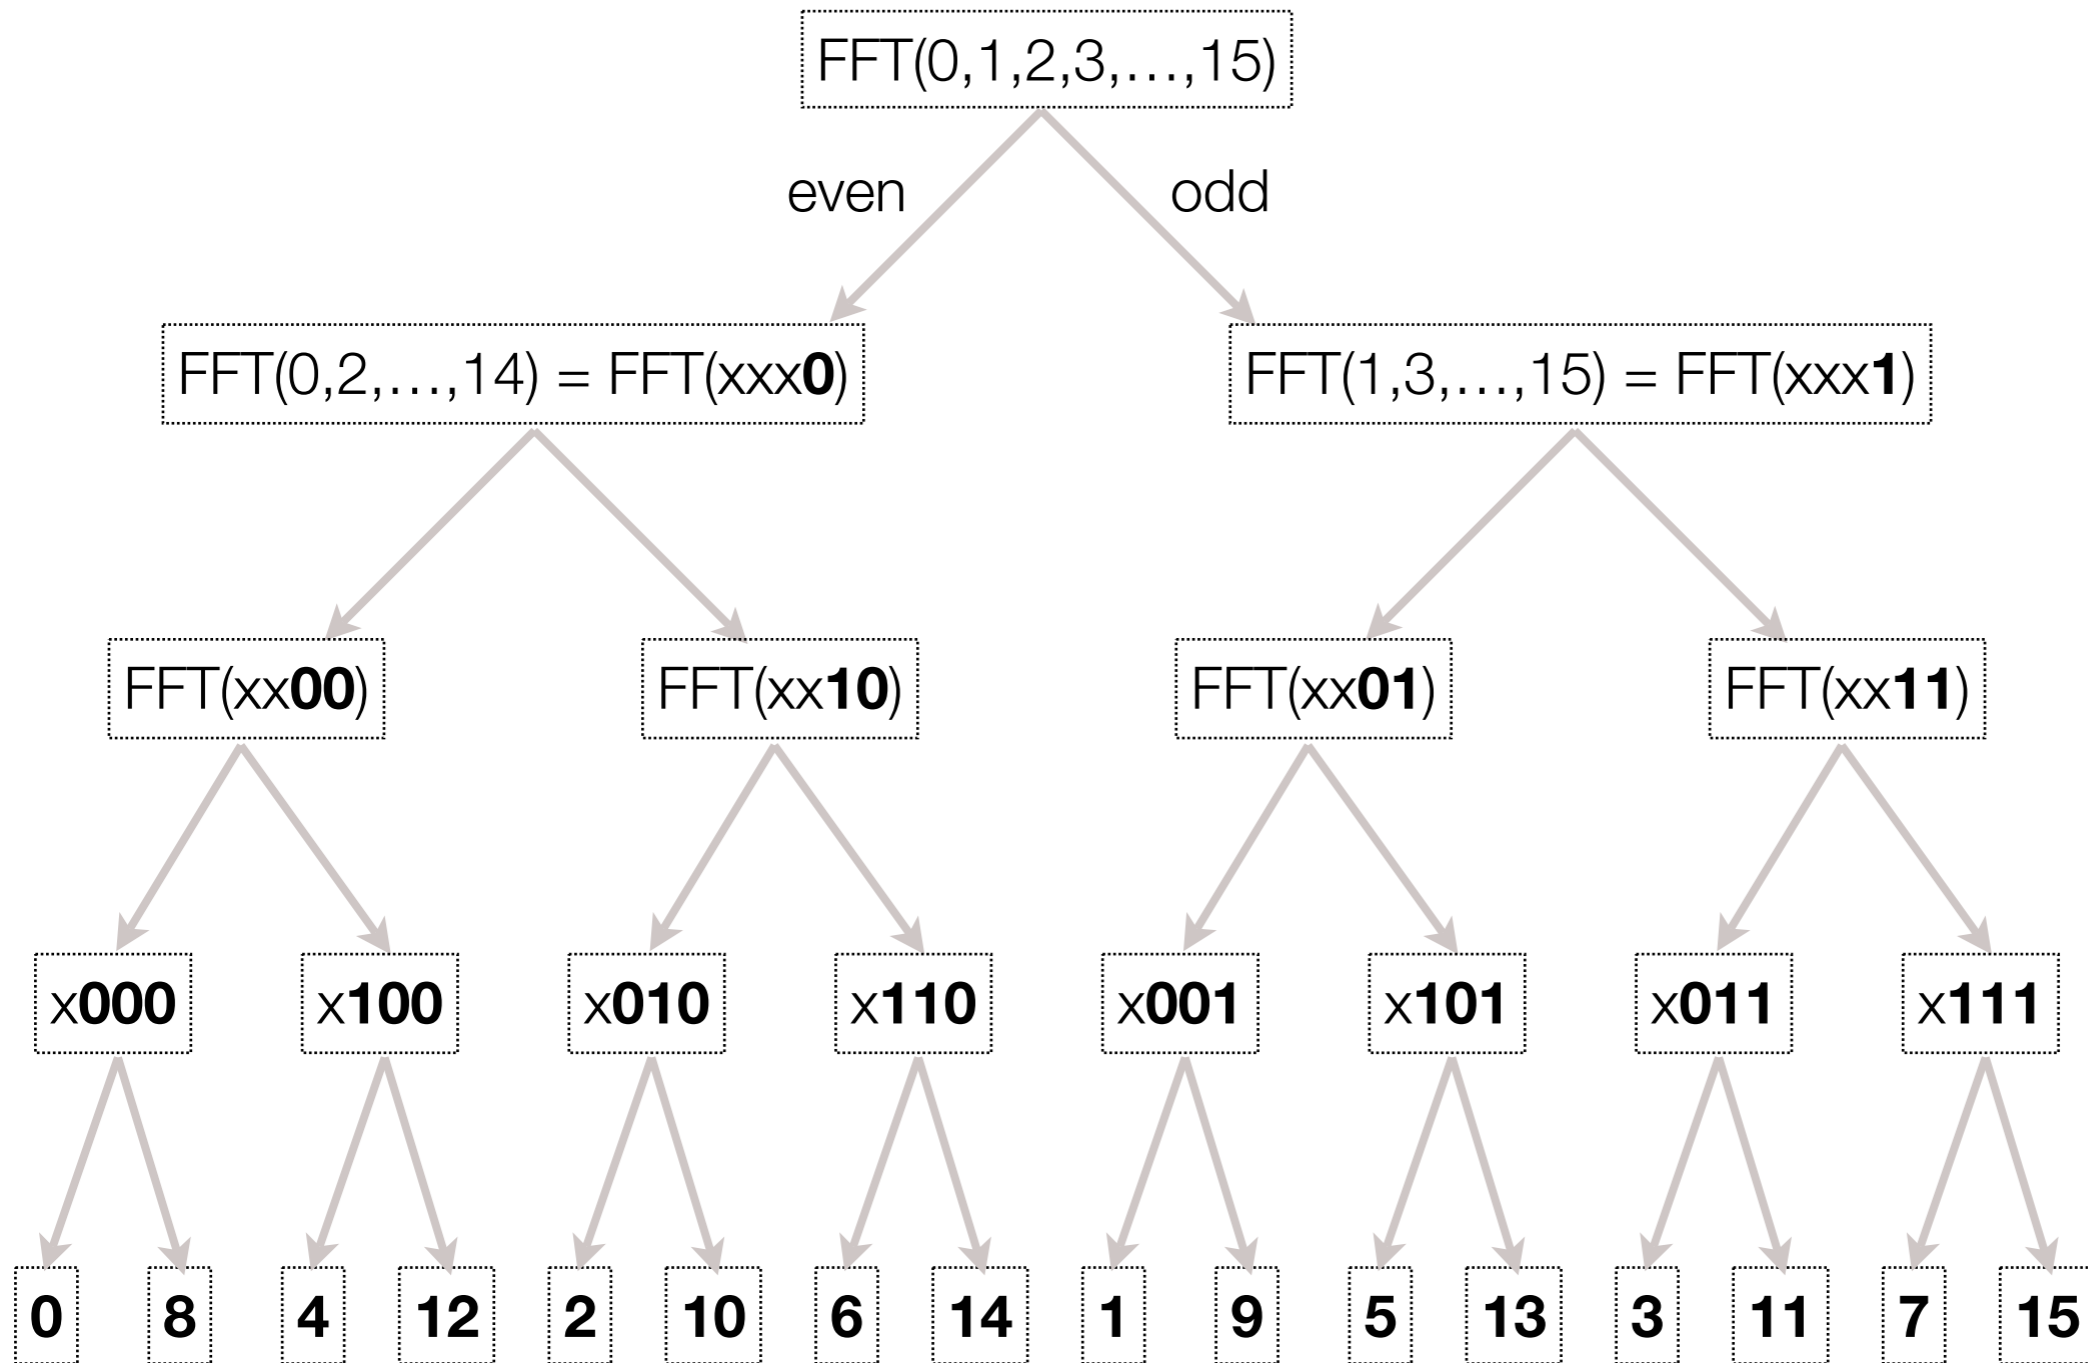 FFT(0,1,2,3,…,15)
even odd
FFT(0,2,…,14) = FFT(xxx0) FFT(1,3,…,15) = FFT(xxx1)
FFT(xx00) FFT(xx10) FFT(xx01) FFT(xx11)
x000 x100 x010 x110 x001 x101 x011 x111
0 8 4 12 2 10 6 14 1 9 5 13 3 11 7 15